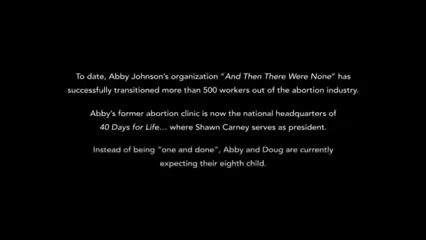 To date, Abby Johnson's organization "And Then There Were None" has
successfully transitioned more than 500 workers out of the abortion industry.
Abby's former abortion clinic is now the national headquarters of
40 Days for Life... where Shawn Carney serves as president.
Instead of being "one and done", Abby and Doug are currently
expecting their eighth child.